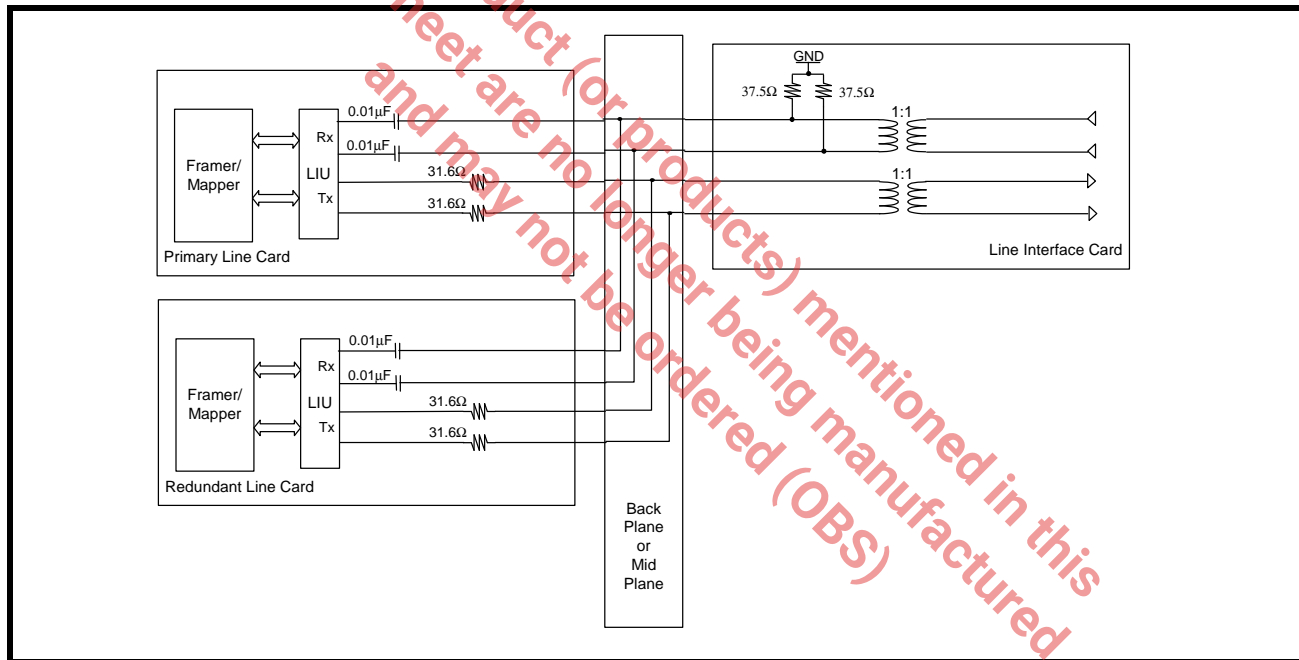 GND
37.5Ω
37.5Ω
1:1
1:1
Line Interface Card
0.01µF
0.01µF
31.6Ω
31.6Ω
Framer/
Mapper
Rx
LIU
Tx
Primary Line Card
0.01µF
0.01µF
31.6Ω
31.6Ω
Framer/
Mapper
Rx
LIU
Tx
Redundant Line Card
Back
Plane
or
Mid
Plane
(or products) mentioned in this
are no longer being manufactured
and may not be ordered (OBS)